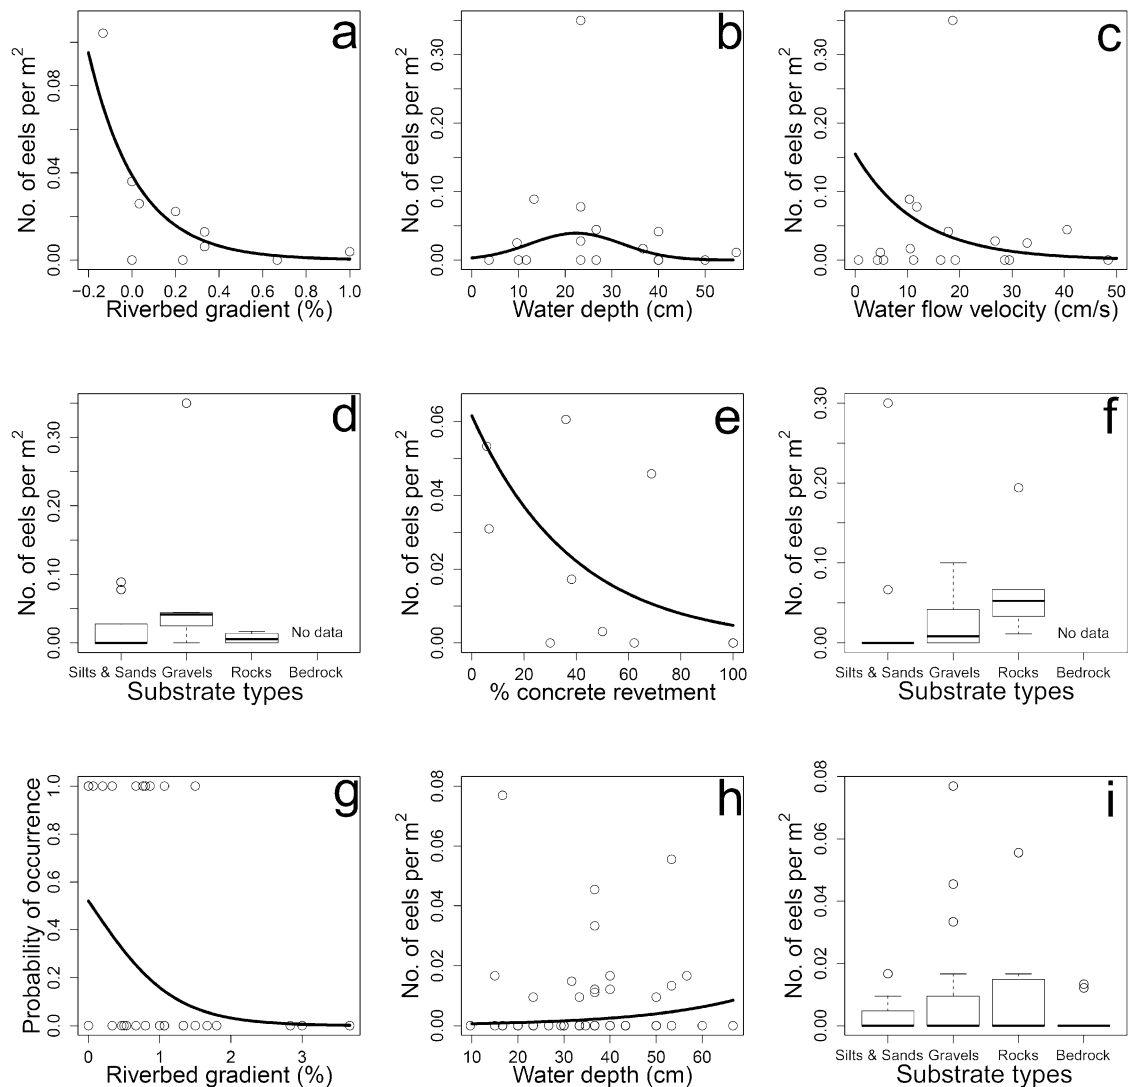 a
No. of eels per m2
0.00 0.04 0.08
−0.2 0.0 0.2 0.4 0.6 0.8 1.0
Riverbed gradient (%)
b
No. of eels per m2
0.00 0.10 0.20 0.30
0 10 20 30 40 50
Water depth (cm)
c
No. of eels per m2
0.00 0.10 0.20 0.30
0 10 20 30 40 50
Water flow velocity (cm/s)
d
No. of eels per m2
0.00 0.10 0.20 0.30
No data
Silts & Sands Gravels Rocks Bedrock
Substrate types
e
No. of eels per m2
0.00 0.02 0.04 0.06
0 20 40 60 80 100
% concrete revetment
f
No. of eels per m2
0.00 0.10 0.20 0.30
No data
Silts & Sands Gravels Rocks Bedrock
Substrate types
g
Probability of occurrence
0.0 0.2 0.4 0.6 0.8 1.0
0 1 2 3
Riverbed gradient (%)
h
No. of eels per m2
0.00 0.02 0.04 0.06 0.08
10 20 30 40 50 60
Water depth (cm)
i
No. of eels per m2
0.00 0.02 0.04 0.06 0.08
Silts & Sands Gravels Rocks Bedrock
Substrate types